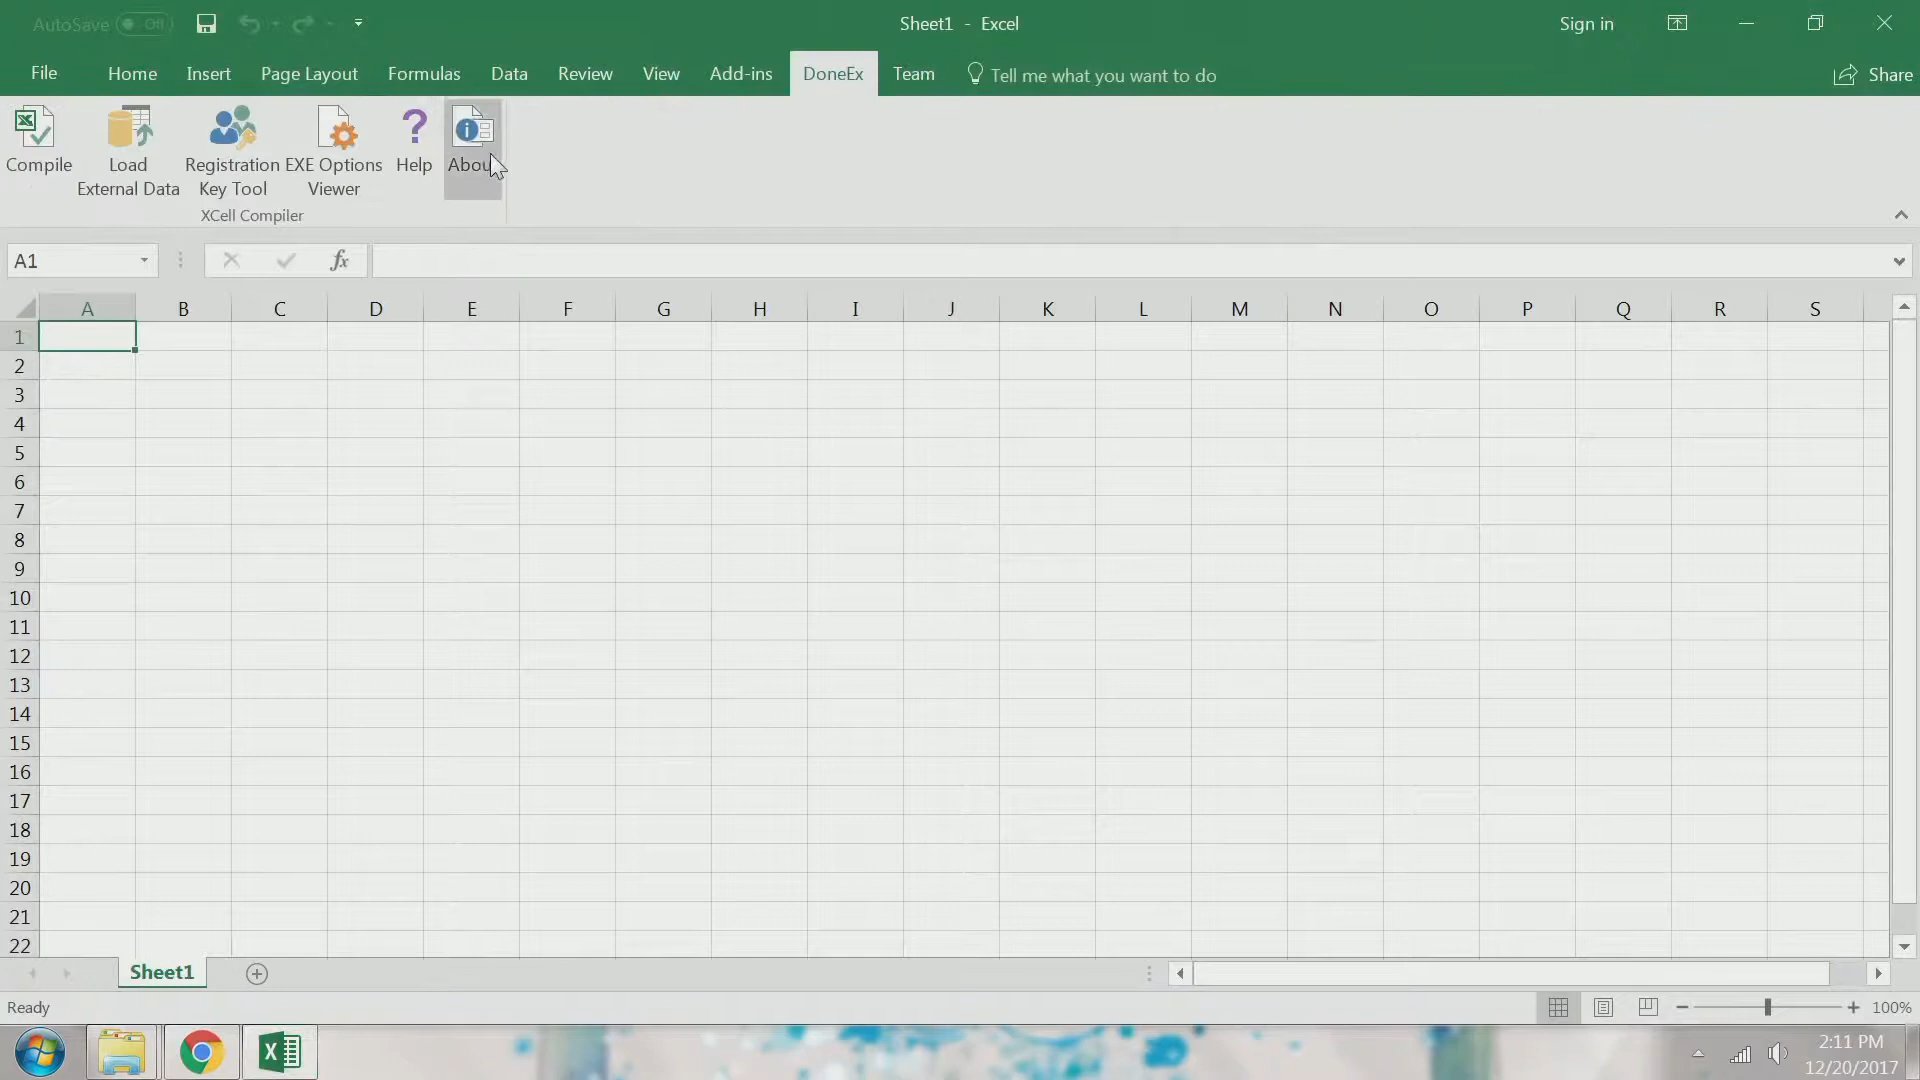 AutoSave Off
Sheet1 - Excel
Sign in
File Home Insert Page Layout Formulas Data Review View Add-ins DoneEx Team Tell me what you want to do Share
Compile
Load
External Data
Registration
Key Tool
EXE Options
Viewer
Help
Abou
XCell Compiler
A1
fx
A B C D E F G H I J K L M N O P Q R S
1
2
3
4
5
6
7
8
9
10
11
12
13
14
15
16
17
18
19
20
21
22
Sheet1
Ready
100%
2:11 PM
12/20/2017